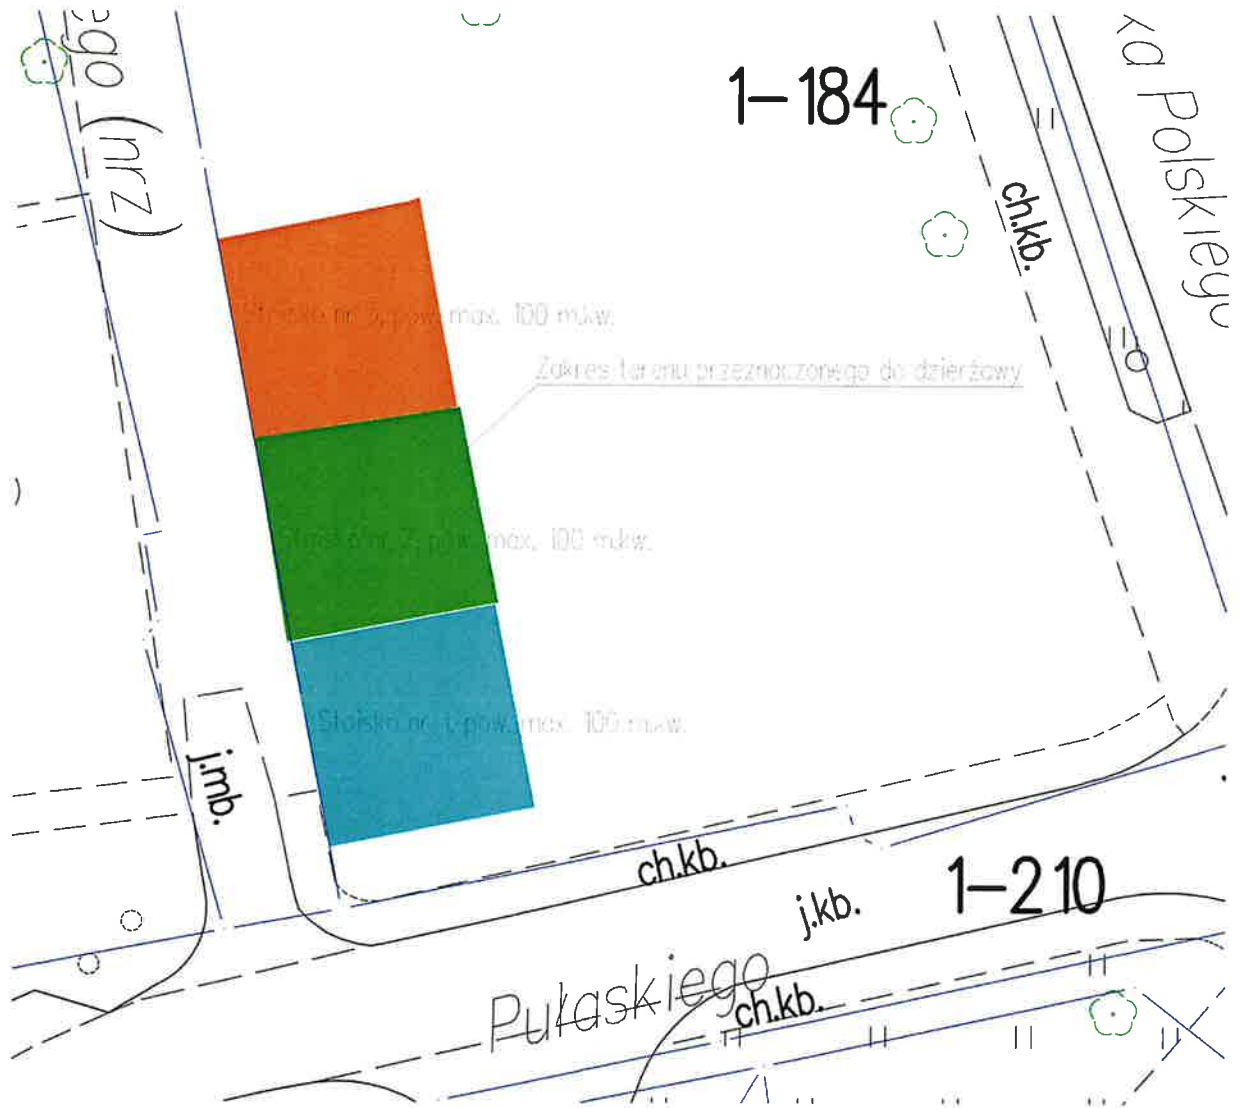 ego (nrz)
1-184
ka Polskiego
ch.kb.
Stoisko nr 3, pow. max. 100 m.kw.
Zakres terenu przeznaczonego do dzierżawy
)
Stoisko nr 2, pow. max. 100 m.kw.
Stoisko nr 1 pow. max. 100 m.kw.
j.mb.
ch.kb.
1-210
j.kb.
Pułaskiego
ch.kb.